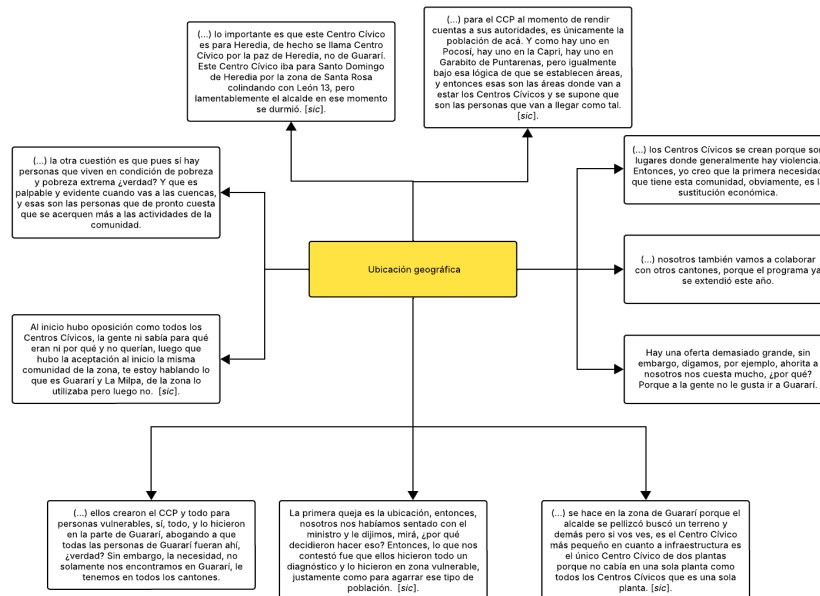 (...) lo importante es que este Centro Cívico
es para Heredia, de hecho se llama Centro
Cívico por la paz de Heredia, no de Guararí.
Este Centro Cívico iba para Santo Domingo
de Heredia por la zona de Santa Rosa
colindando con León 13, pero
lamentablemente el alcalde en ese momento
se durmió. [sic].
(...) para el CCP al momento de rendir
cuentas a sus autoridades, es únicamente la
población de acá. Y como hay uno en
Pocosí, hay uno en la Capri, hay uno en
Garabito de Puntarenas, pero igualmente
bajo esa lógica de que se establecen áreas,
y entonces esas son las áreas donde van a
estar los Centros Cívicos y se supone que
son las personas que van a llegar como tal.
[sic].
(...) la otra cuestión es que pues sí hay
personas que viven en condición de pobreza
y pobreza extrema ¿verdad? Y que es
palpable y evidente cuando vas a las cuencas,
y esas son las personas que de pronto cuesta
que se acerquen más a las actividades de la
comunidad.
(...) los Centros Cívicos se crean porque son
lugares donde generalmente hay violencia.
Entonces, yo creo que la primera necesidad
que tiene esta comunidad, obviamente, es la
sustitución económica.
Ubicación geográfica
(...) nosotros también vamos a colaborar
con otros cantones, porque el programa ya
se extendió este año.
Al inicio hubo oposición como todos los
Centros Cívicos, la gente ni sabía para qué
eran ni por qué y no querían, luego que
hubo la aceptación al inicio la misma
comunidad de la zona, te estoy hablando lo
que es Guararí y La Milpa, de la zona lo
utilizaba pero luego no. [sic].
Hay una oferta demasiado grande, sin
embargo, digamos, por ejemplo, ahorita a
nosotros nos cuesta mucho, ¿por qué?
Porque a la gente no le gusta ir a Guararí.
(...) ellos crearon el CCP y todo para
personas vulnerables, sí, todo, y lo hicieron
en la parte de Guararí, abogando a que
todas las personas de Guararí fueran ahí,
¿verdad? Sin embargo, la necesidad, no
solamente nos encontramos en Guararí, le
tenemos en todos los cantones.
La primera queja es la ubicación, entonces,
nosotros nos habíamos sentado con el
ministro y le dijimos, mirá, ¿por qué
decidieron hacer eso? Entonces, lo que nos
contestó fue que ellos hicieron todo un
diagnóstico y lo hicieron en zona vulnerable,
justamente como para agarrar ese tipo de
población. [sic].
(...) se hace en la zona de Guararí porque el
alcalde se pellizcó buscó un terreno y
demás pero si vos ves, es el Centro Cívico
más pequeño en cuanto a infraestructura es
el único Centro Cívico de dos plantas
porque no cabía en una sola planta como
todos los Centros Cívicos que es una sola
planta. [sic].